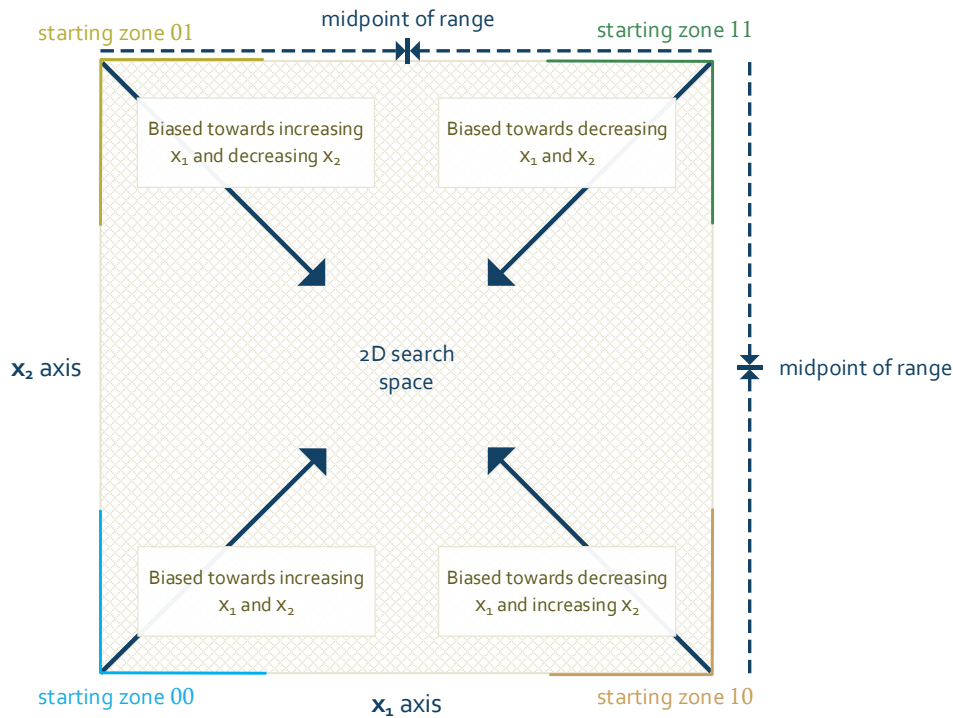 midpoint of range
starting zone 01
starting zone 11
Biased towards increasing
x₁ and decreasing x₂
Biased towards decreasing
x₁ and x₂
2D search
space
x₂ axis
midpoint of range
Biased towards increasing
x₁ and x₂
Biased towards decreasing
x₁ and increasing x₂
starting zone 00
x₁ axis
starting zone 10